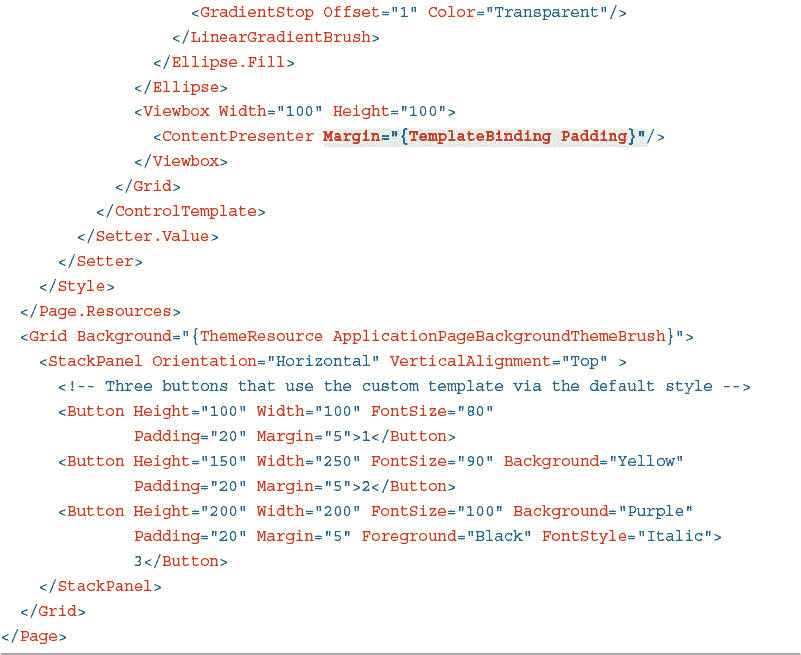 <GradientStop Offset="1" Color="Transparent"/>
</LinearGradientBrush>
</Ellipse.Fill>
</Ellipse>
<Viewbox Width="100" Height="100">
<ContentPresenter Margin="{TemplateBinding Padding}"/>
</Viewbox>
</Grid>
</ControlTemplate>
</Setter.Value>
</Setter>
</Style>
</Page.Resources>
<Grid Background="{ThemeResource ApplicationPageBackgroundThemeBrush}">
<StackPanel Orientation="Horizontal" VerticalAlignment="Top" >
<!-- Three buttons that use the custom template via the default style -->
<Button Height="100" Width="100" FontSize="80"
Padding="20" Margin="5">1</Button>
<Button Height="150" Width="250" FontSize="90" Background="Yellow"
Padding="20" Margin="5">2</Button>
<Button Height="200" Width="200" FontSize="100" Background="Purple"
Padding="20" Margin="5" Foreground="Black" FontStyle="Italic">
3</Button>
</StackPanel>
</Grid>
</Page>